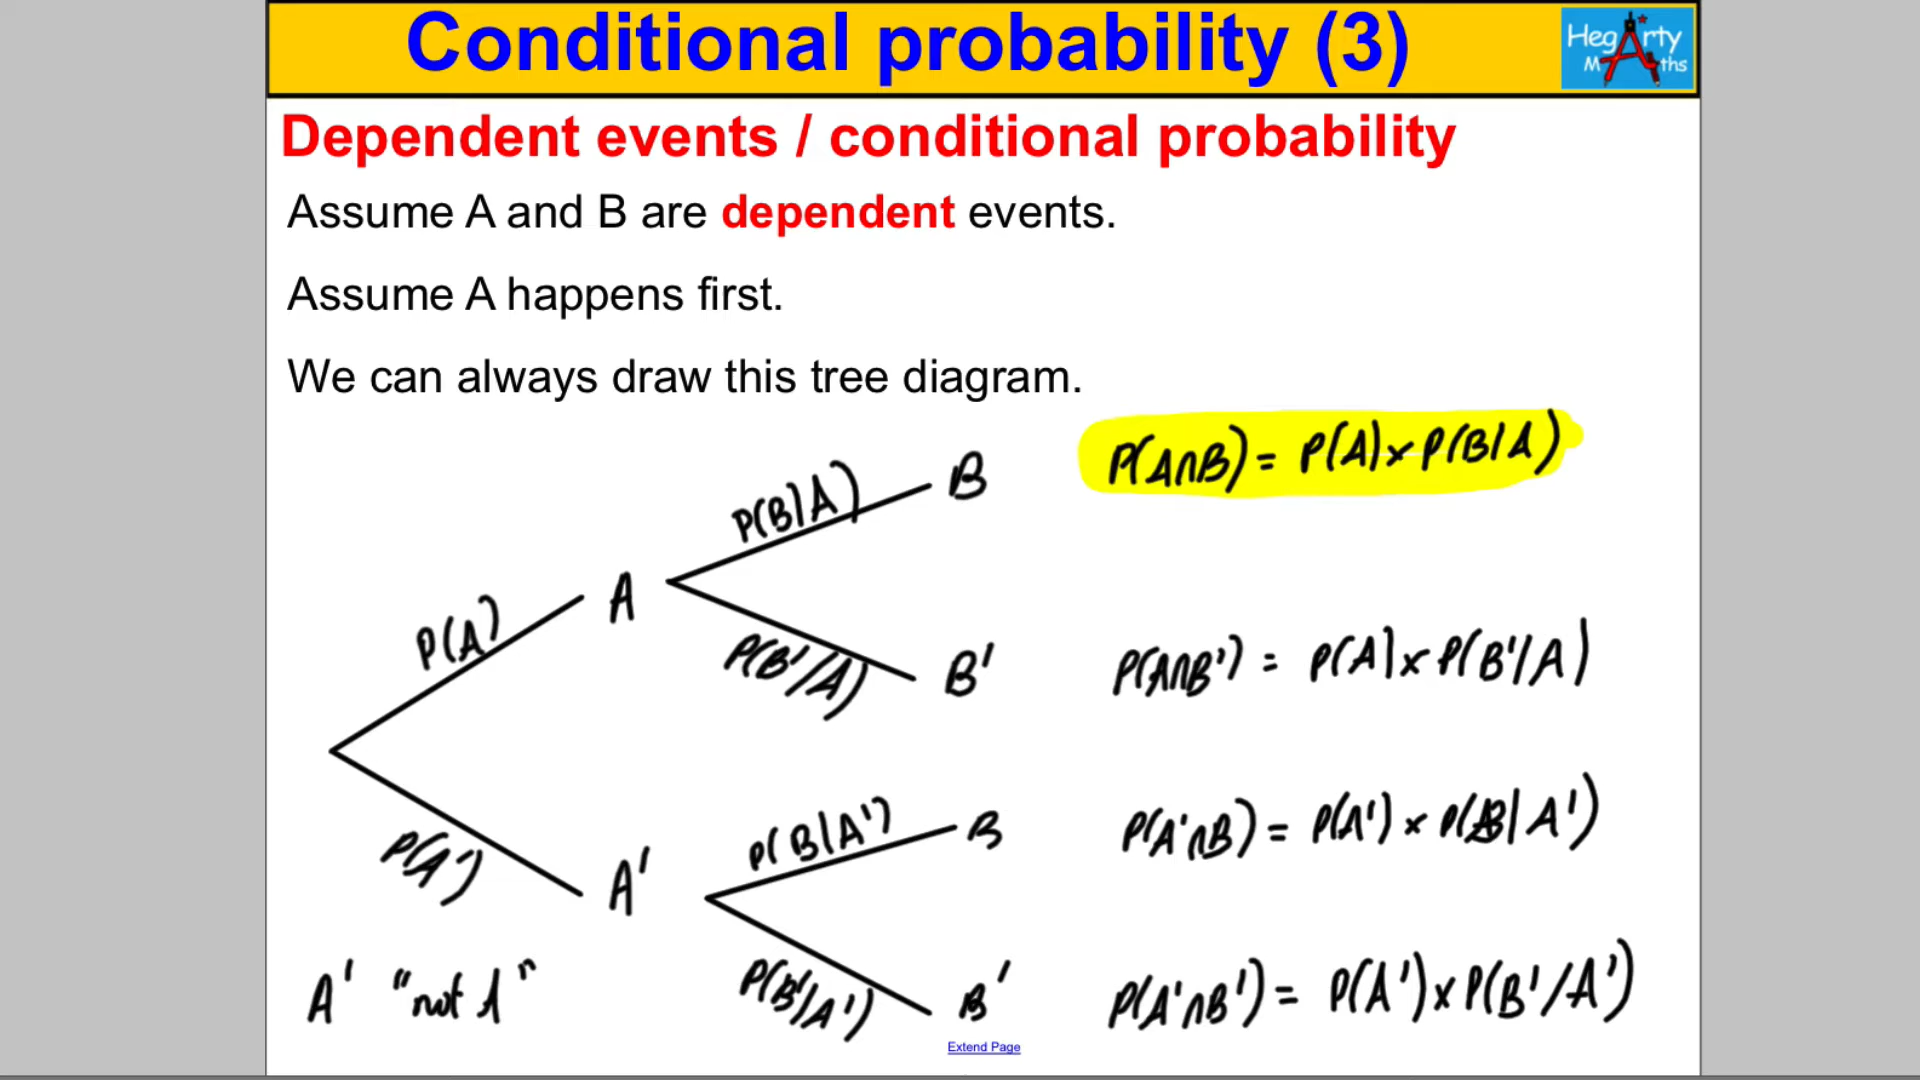 Conditional probability (3)
Hegarty
Maths
Dependent events / conditional probability
Assume A and B are dependent events.
Assume A happens first.
We can always draw this tree diagram.
P(A∩B) = P(A) x P(B|A)
P(B|A)
B
P(A)
A
P(B'/A)
B'
P(A∩B') = P(A) x P(B'/A)
P(A')
A'
P(B|A')
B
P(A'∩B) = P(A') x P(B|A')
P(B'/A')
B'
P(A'∩B') = P(A') x P(B'/A')
A' "not A"
Extend Page